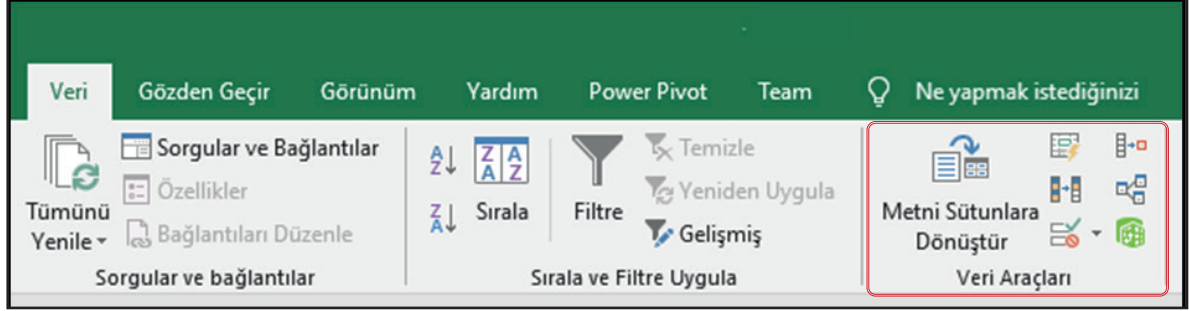 Veri Gözden Geçir Görünüm Yardım Power Pivot Team Ne yapmak istediğinizi
Tümünü Yenile
Sorgular ve Bağlantılar
Özellikler
Bağlantıları Düzenle
Sorgular ve bağlantılar
A
Z
Z
A
Z A
A Z
Sırala
Filtre
Temizle
Yeniden Uygula
Gelişmiş
Sırala ve Filtre Uygula
Metni Sütunlara
Dönüştür
Veri Araçları